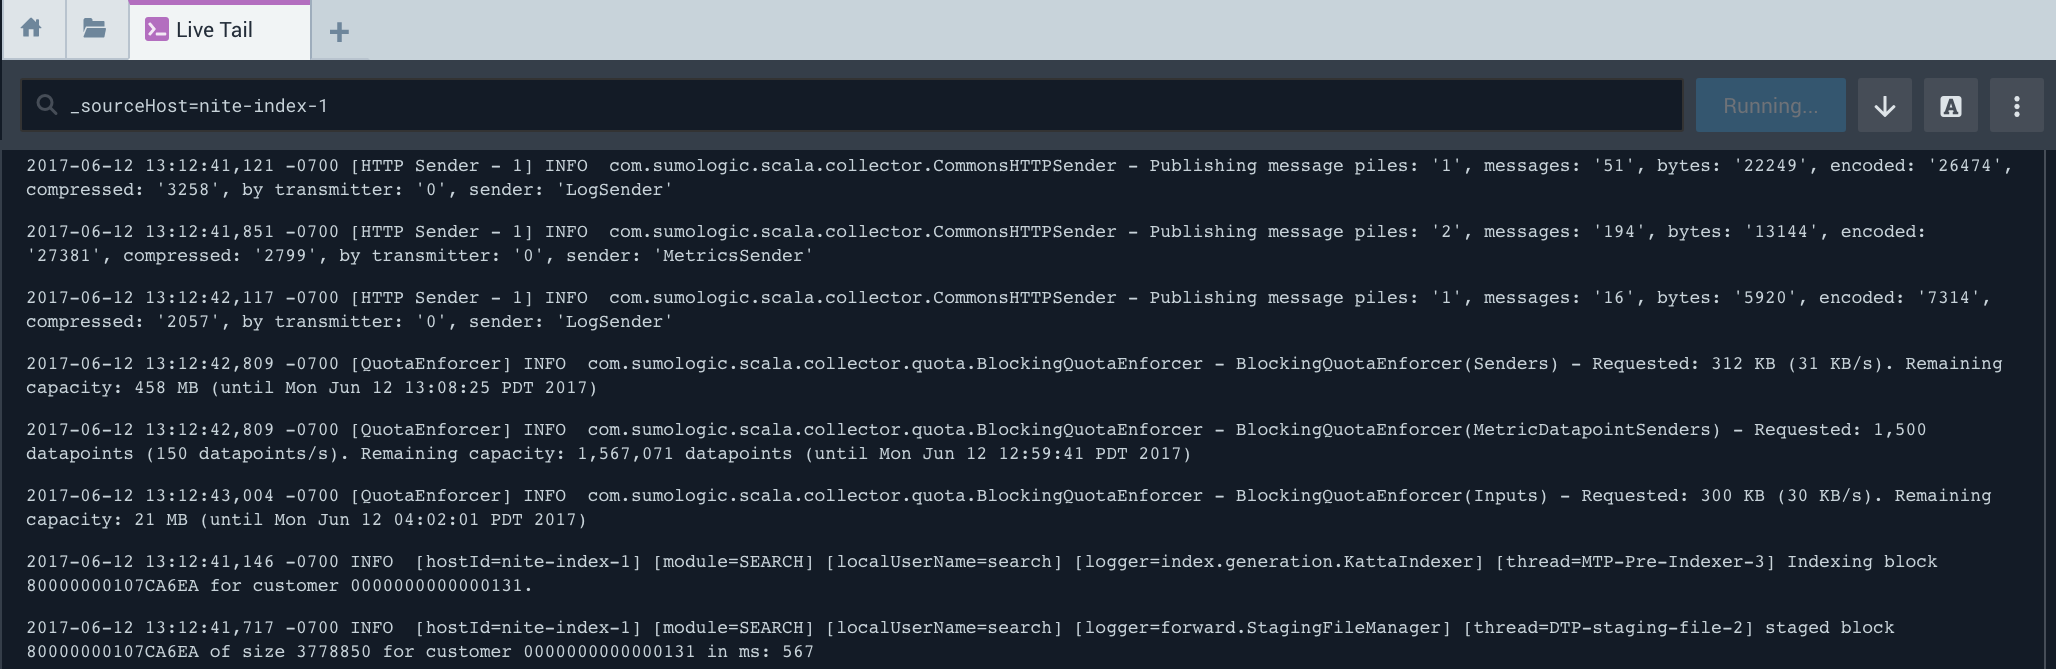 Live Tail
_sourceHost=nite-index-1
Running...
A
2017-06-12 13:12:41,121 -0700 [HTTP Sender - 1] INFO  com.sumologic.scala.collector.CommonsHTTPSender - Publishing message piles: '1', messages: '51', bytes: '22249', encoded: '26474',
compressed: '3258', by transmitter: '0', sender: 'LogSender'
2017-06-12 13:12:41,851 -0700 [HTTP Sender - 1] INFO  com.sumologic.scala.collector.CommonsHTTPSender - Publishing message piles: '2', messages: '194', bytes: '13144', encoded:
'27381', compressed: '2799', by transmitter: '0', sender: 'MetricsSender'
2017-06-12 13:12:42,117 -0700 [HTTP Sender - 1] INFO  com.sumologic.scala.collector.CommonsHTTPSender - Publishing message piles: '1', messages: '16', bytes: '5920', encoded: '7314',
compressed: '2057', by transmitter: '0', sender: 'LogSender'
2017-06-12 13:12:42,809 -0700 [QuotaEnforcer] INFO  com.sumologic.scala.collector.quota.BlockingQuotaEnforcer - BlockingQuotaEnforcer(Senders) - Requested: 312 KB (31 KB/s). Remaining
capacity: 458 MB (until Mon Jun 12 13:08:25 PDT 2017)
2017-06-12 13:12:42,809 -0700 [QuotaEnforcer] INFO  com.sumologic.scala.collector.quota.BlockingQuotaEnforcer - BlockingQuotaEnforcer(MetricDatapointSenders) - Requested: 1,500
datapoints (150 datapoints/s). Remaining capacity: 1,567,071 datapoints (until Mon Jun 12 12:59:41 PDT 2017)
2017-06-12 13:12:43,004 -0700 [QuotaEnforcer] INFO  com.sumologic.scala.collector.quota.BlockingQuotaEnforcer - BlockingQuotaEnforcer(Inputs) - Requested: 300 KB (30 KB/s). Remaining
capacity: 21 MB (until Mon Jun 12 04:02:01 PDT 2017)
2017-06-12 13:12:41,146 -0700 INFO  [hostId=nite-index-1] [module=SEARCH] [localUserName=search] [logger=index.generation.KattaIndexer] [thread=MTP-Pre-Indexer-3] Indexing block
80000000107CA6EA for customer 0000000000000131.
2017-06-12 13:12:41,717 -0700 INFO  [hostId=nite-index-1] [module=SEARCH] [localUserName=search] [logger=forward.StagingFileManager] [thread=DTP-staging-file-2] staged block
80000000107CA6EA of size 3778850 for customer 0000000000000131 in ms: 567